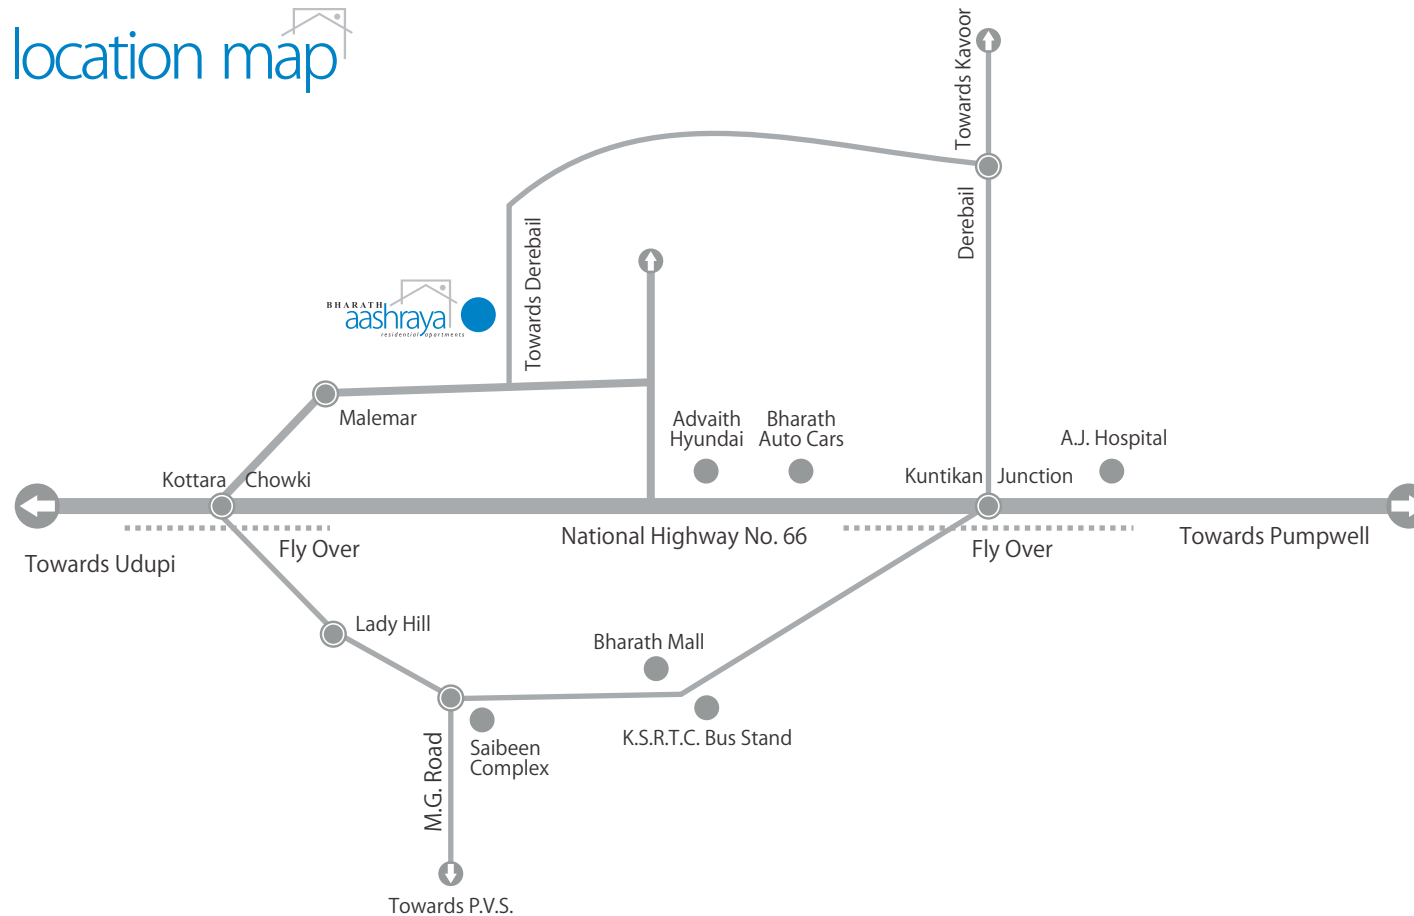 location map
Towards Kavoor
Derebail
Towards Derebail
BHARATH
aashraya
residential apartments
Malemar
Advaith
Hyundai
Bharath
Auto Cars
A.J. Hospital
Kottara Chowki
Kuntikan Junction
National Highway No. 66
Towards Udupi
Fly Over
Fly Over
Towards Pumpwell
Lady Hill
Bharath Mall
K.S.R.T.C. Bus Stand
Saibeen
Complex
M.G. Road
Towards P.V.S.